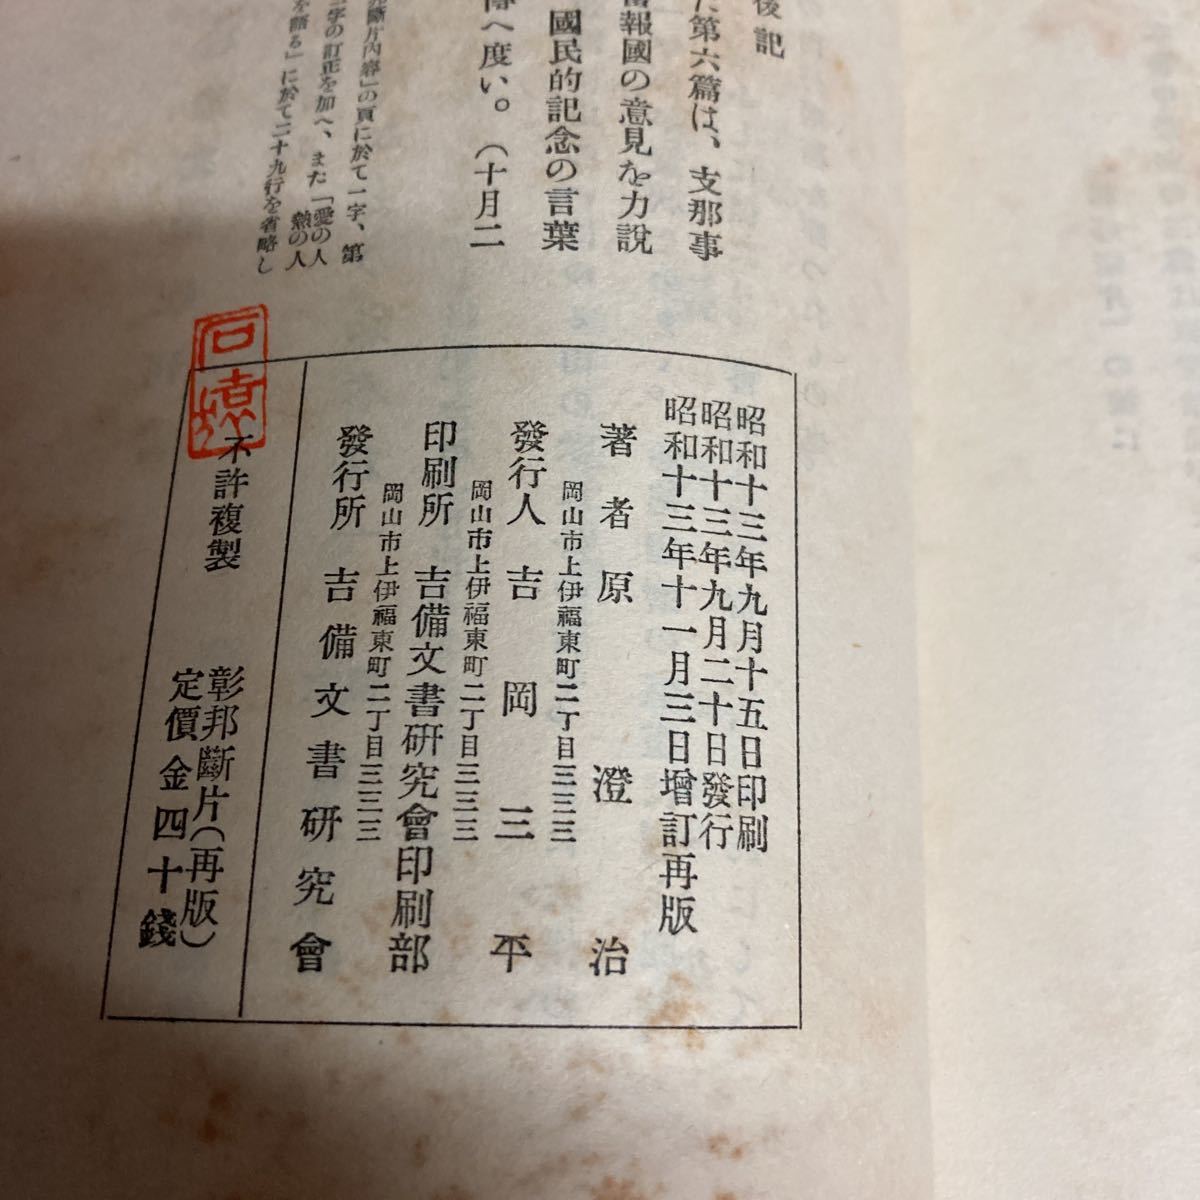 後記
第六篇は、支那事
報國の意見を力說
國民的記念の言葉
へ度い。(十月二
斷片內容」の頁に於て一字、第
字の訂正を加へ、また「愛の人
熱の人
を語る」に於て二十九行を省略し
昭和十三年九月十五日印刷
昭和十三年九月二十日發行
昭和十三年十一月三日增訂再版
著者 原澄治
岡山市上伊福東町二丁目三三三
發行人 吉岡三平
岡山市上伊福東町二丁目三三三
印刷所 吉備文書硏究會印刷部
岡山市上伊福東町二丁目三三三
發行所 吉備文書硏究會
不許複製
彰邦斷片(再版)
定價金四十錢